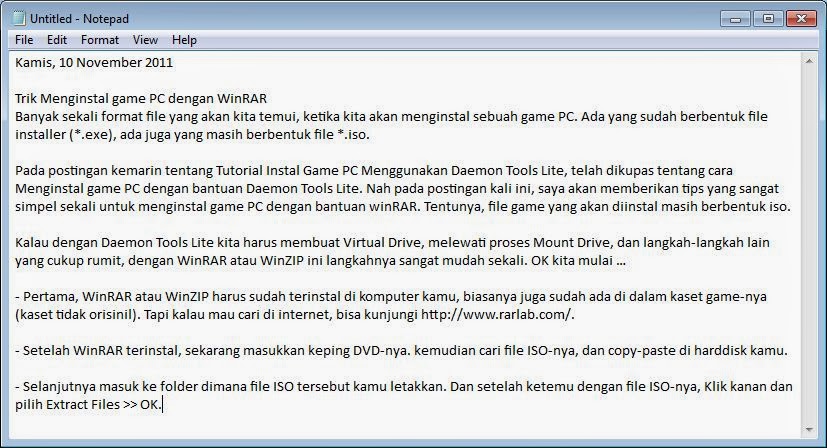 Untitled - Notepad
File Edit Format View Help
Kamis, 10 November 2011
Trik Menginstal game PC dengan WinRAR
Banyak sekali format file yang akan kita temui, ketika kita akan menginstal sebuah game PC. Ada yang sudah berbentuk file
installer (*.exe), ada juga yang masih berbentuk file *.iso.
Pada postingan kemarin tentang Tutorial Instal Game PC Menggunakan Daemon Tools Lite, telah dikupas tentang cara
Menginstal game PC dengan bantuan Daemon Tools Lite. Nah pada postingan kali ini, saya akan memberikan tips yang sangat
simpel sekali untuk menginstal game PC dengan bantuan winRAR. Tentunya, file game yang akan diinstal masih berbentuk iso.
Kalau dengan Daemon Tools Lite kita harus membuat Virtual Drive, melewati proses Mount Drive, dan langkah-langkah lain
yang cukup rumit, dengan WinRAR atau WinZIP ini langkahnya sangat mudah sekali. OK kita mulai ...
- Pertama, WinRAR atau WinZIP harus sudah terinstal di komputer kamu, biasanya juga sudah ada di dalam kaset game-nya
(kaset tidak orisinil). Tapi kalau mau cari di internet, bisa kunjungi http://www.rarlab.com/.
- Setelah WinRAR terinstal, sekarang masukkan keping DVD-nya. kemudian cari file ISO-nya, dan copy-paste di harddisk kamu.
- Selanjutnya masuk ke folder dimana file ISO tersebut kamu letakkan. Dan setelah ketemu dengan file ISO-nya, Klik kanan dan
pilih Extract Files >> OK.